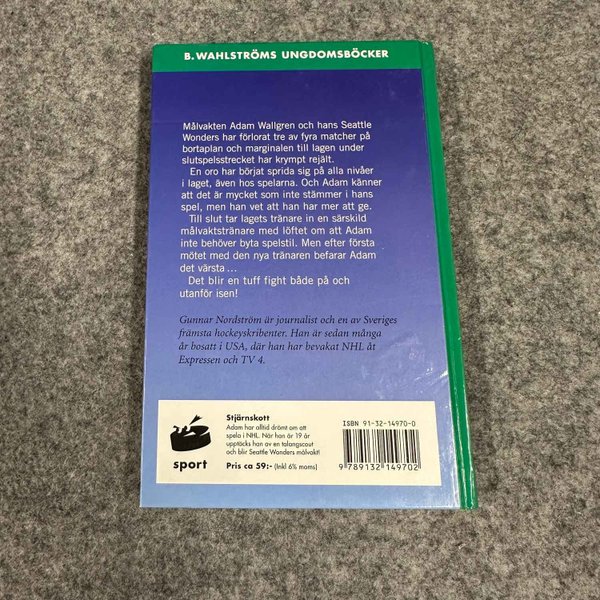 B. WAHLSTRÖMS UNGDOMSBÖCKER
Målvakten Adam Wallgren och hans Seattle
Wonders har förlorat tre av fyra matcher på
bortaplan och marginalen till lagen under
slutspelsstrecket har krympt rejält.
En oro har börjat sprida sig på alla nivåer
i laget, även hos spelarna. Och Adam känner
att det är mycket som inte stämmer i hans
spel, men han vet att han har mer att ge.
Till slut tar lagets tränare in en särskild
målvaktstränare med löftet om att Adam
inte behöver byta spelstil. Men efter första
mötet med den nya tränaren befarar Adam
det värsta ...
Det blir en tuff fight både på och
utanför isen!
Gunnar Nordström är journalist och en av Sveriges
främsta hockeyskribenter. Han är sedan många
år bosatt i USA, där han har bevakat NHL åt
Expressen och TV 4.
sport
Stjärnskott
Adam har alltid drömt om att
spela i NHL. När han är 19 år
upptäcks han av en talangscout
och blir Seattle Wonders målvakt!
Pris ca 59:- (Inkl 6% moms)
ISBN 91-32-14970-0
9 789132 149702